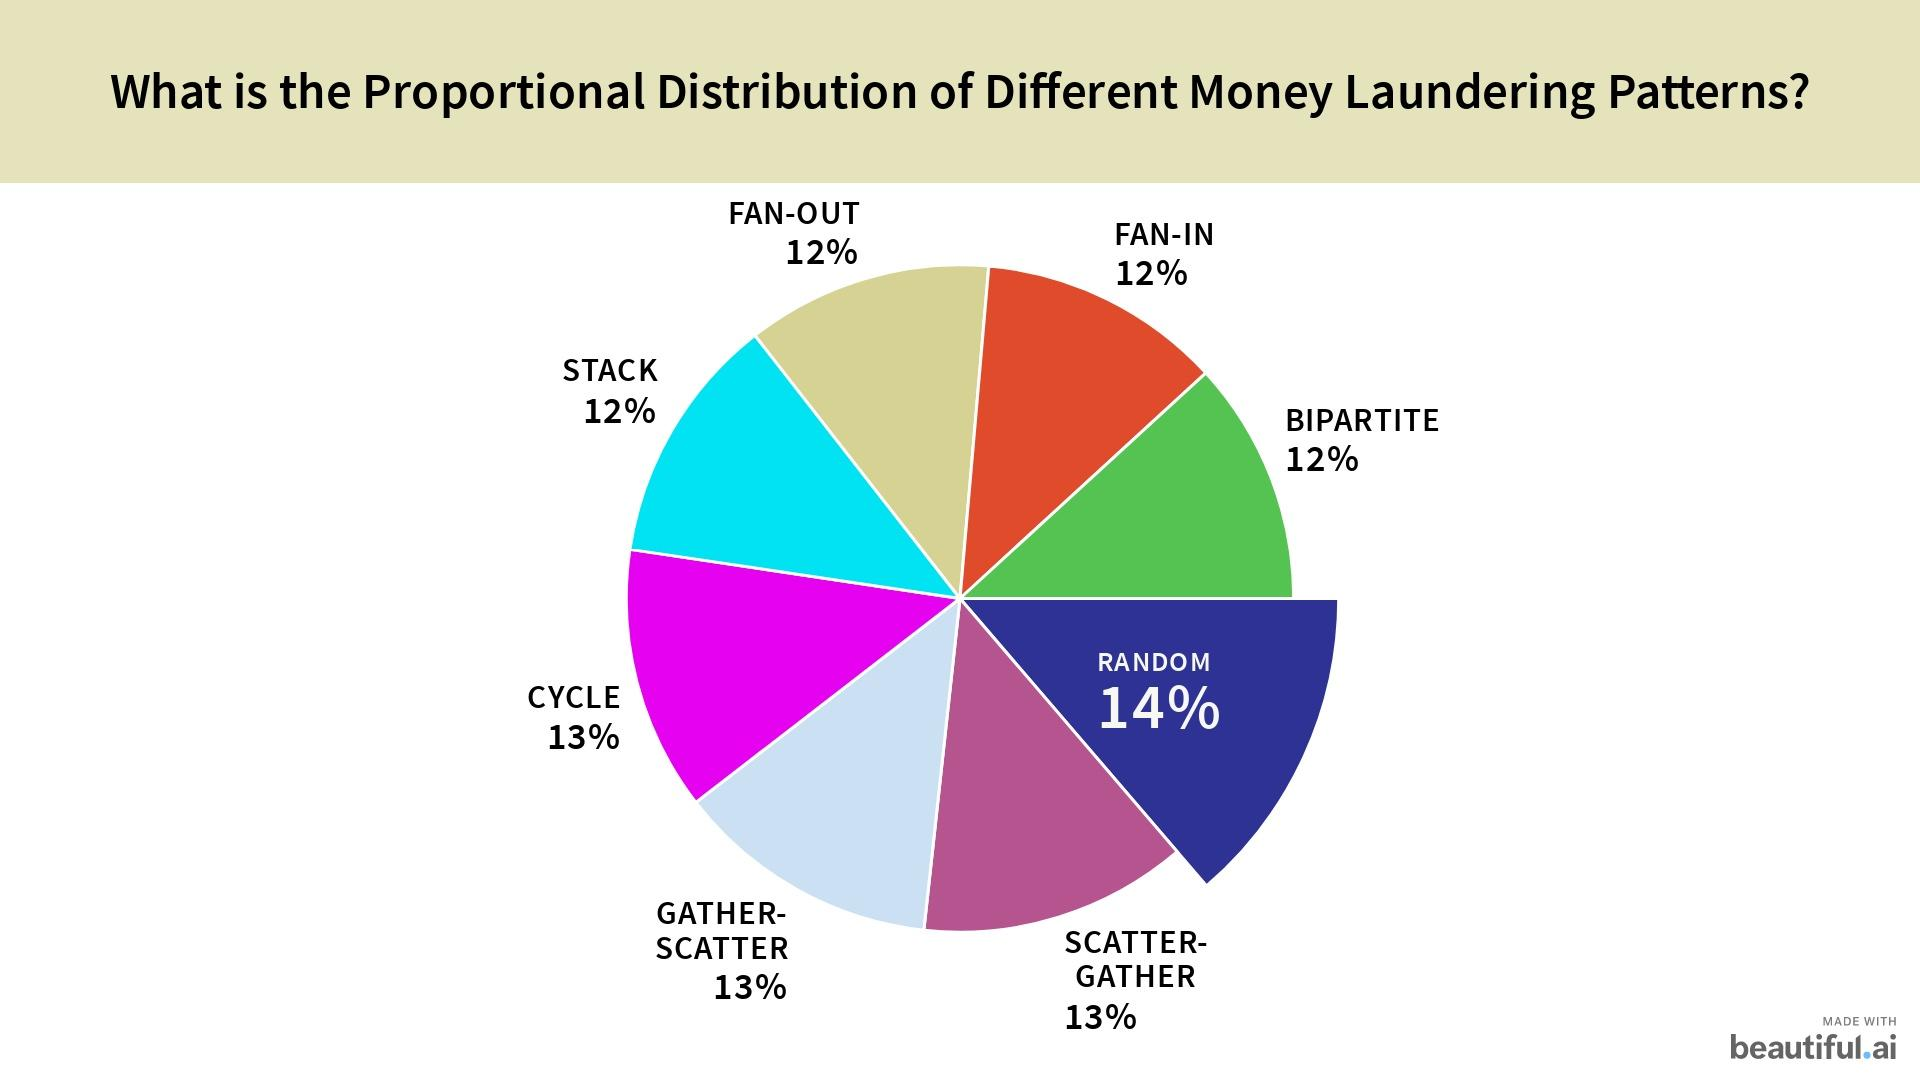 What is the Proportional Distribution of Different Money Laundering Patterns?
FAN-OUT
12%
FAN-IN
12%
STACK
12%
BIPARTITE
12%
RANDOM
14%
CYCLE
13%
GATHER-
SCATTER
13%
SCATTER-
GATHER
13%
MADE WITH
beautiful.ai